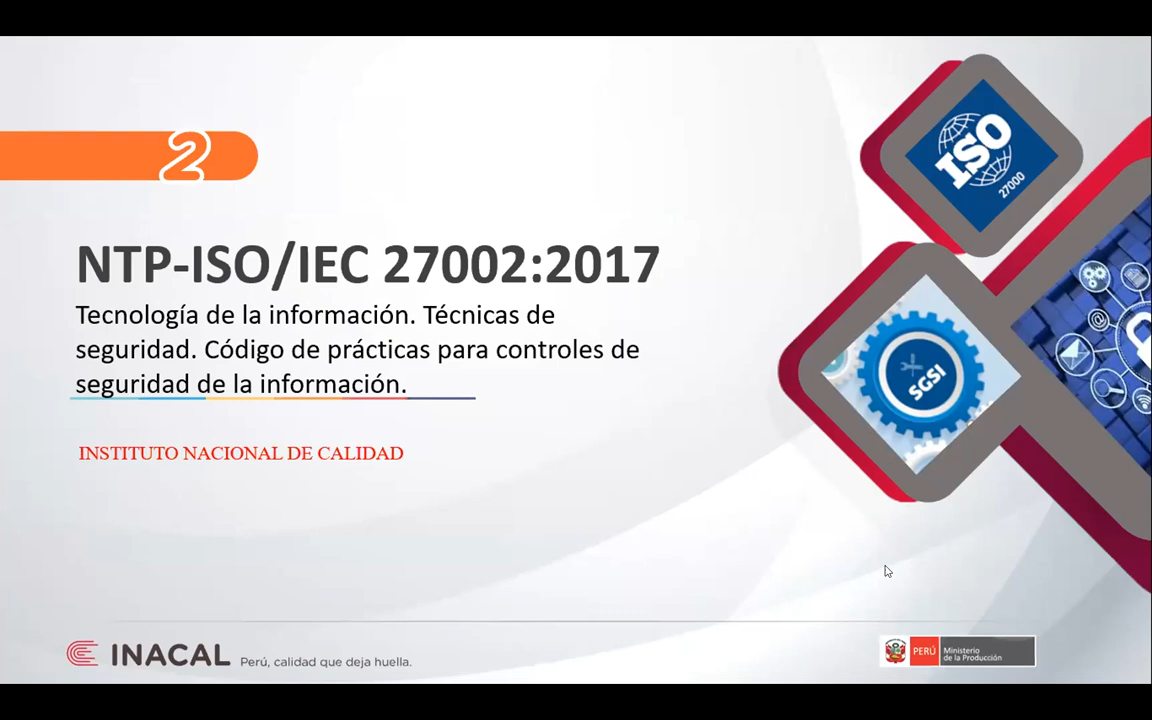 2
NTP-ISO/IEC 27002:2017
Tecnología de la información. Técnicas de
seguridad. Código de prácticas para controles de
seguridad de la información.
INSTITUTO NACIONAL DE CALIDAD
ISO
27000
SGSI
@
INACAL Perú, calidad que deja huella.
PERÚ Ministerio
de la Producción